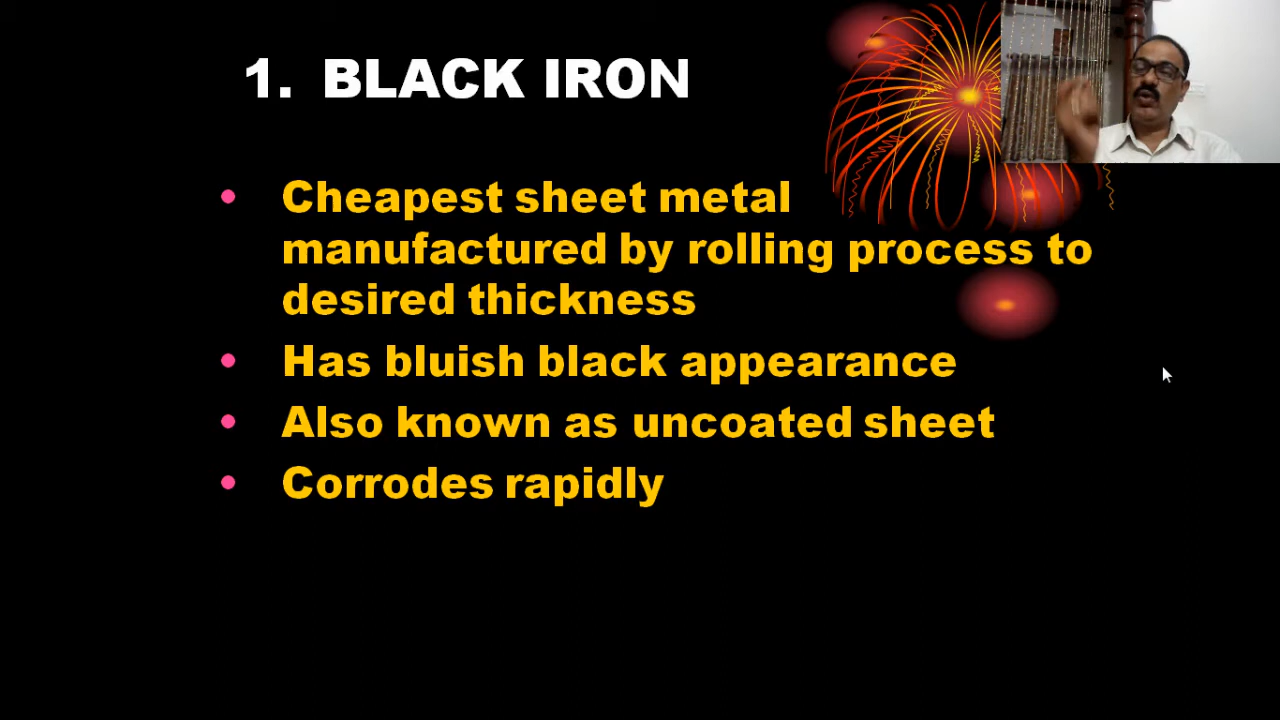 1. BLACK IRON
• Cheapest sheet metal
manufactured by rolling process to
desired thickness
• Has bluish black appearance
• Also known as uncoated sheet
• Corrodes rapidly